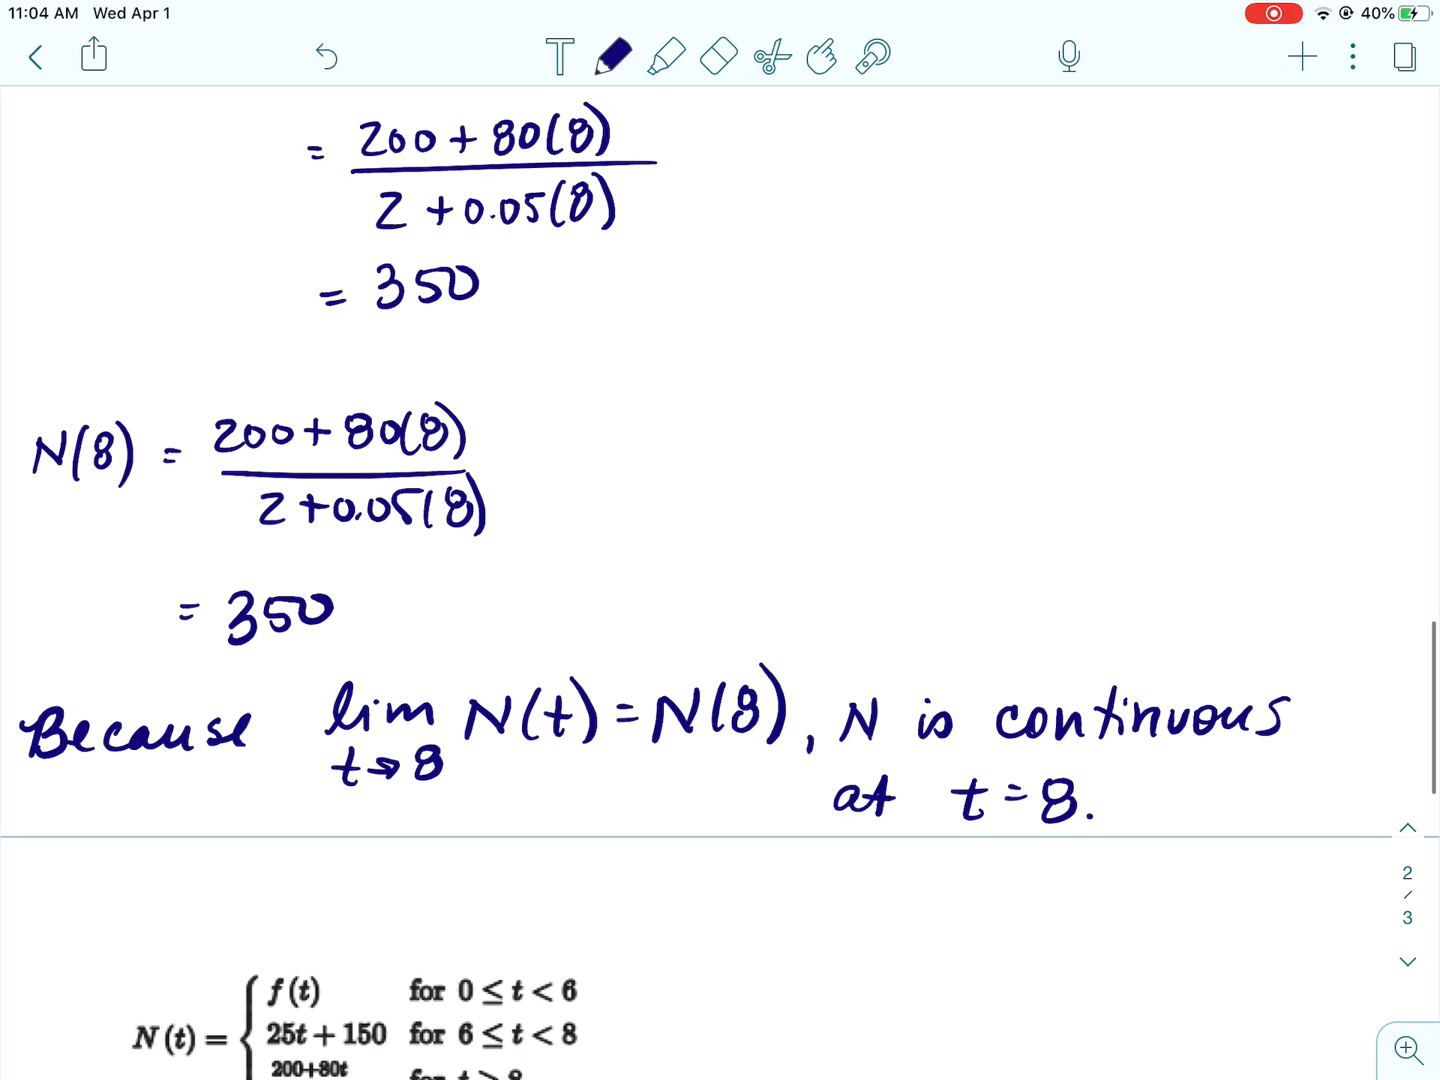 11:04 AM Wed Apr 1
40%
T
= 200 + 80(8)
2 + 0.05(8)
= 350
N(8) = 200 + 80(8)
2 + 0.05(8)
= 350
Because lim N(t) = N(8), N is continuous
t→8
at t = 8.
2
/
3
f(t) for 0 ≤ t < 6
N(t) = { 25t + 150 for 6 ≤ t < 8
200+80t
for t ≥ 8